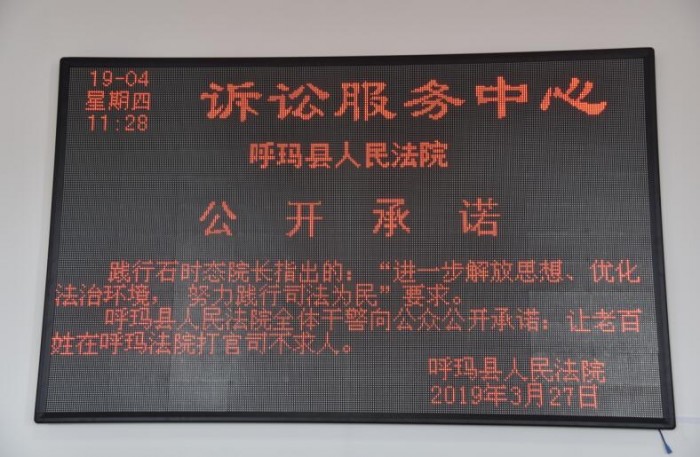 19-04
星期四
11:28
诉讼服务中心
呼玛县人民法院
公开承诺
践行石时态院长指出的：“进一步解放思想、优化
法治环境，努力践行司法为民”要求。
呼玛县人民法院全体干警向公众公开承诺：让老百
姓在呼玛法院打官司不求人。
呼玛县人民法院
2019年3月27日